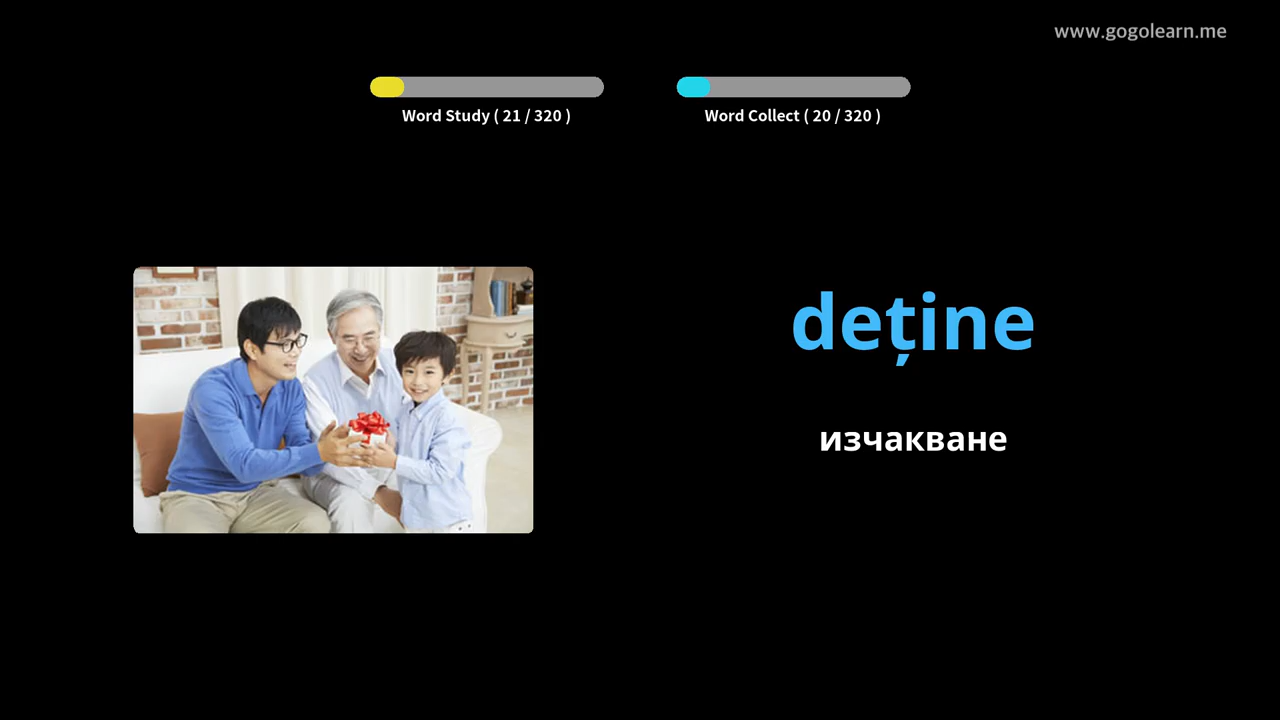 www.gogolearn.me
Word Study ( 21 / 320 )
Word Collect ( 20 / 320 )
deține
изчакване